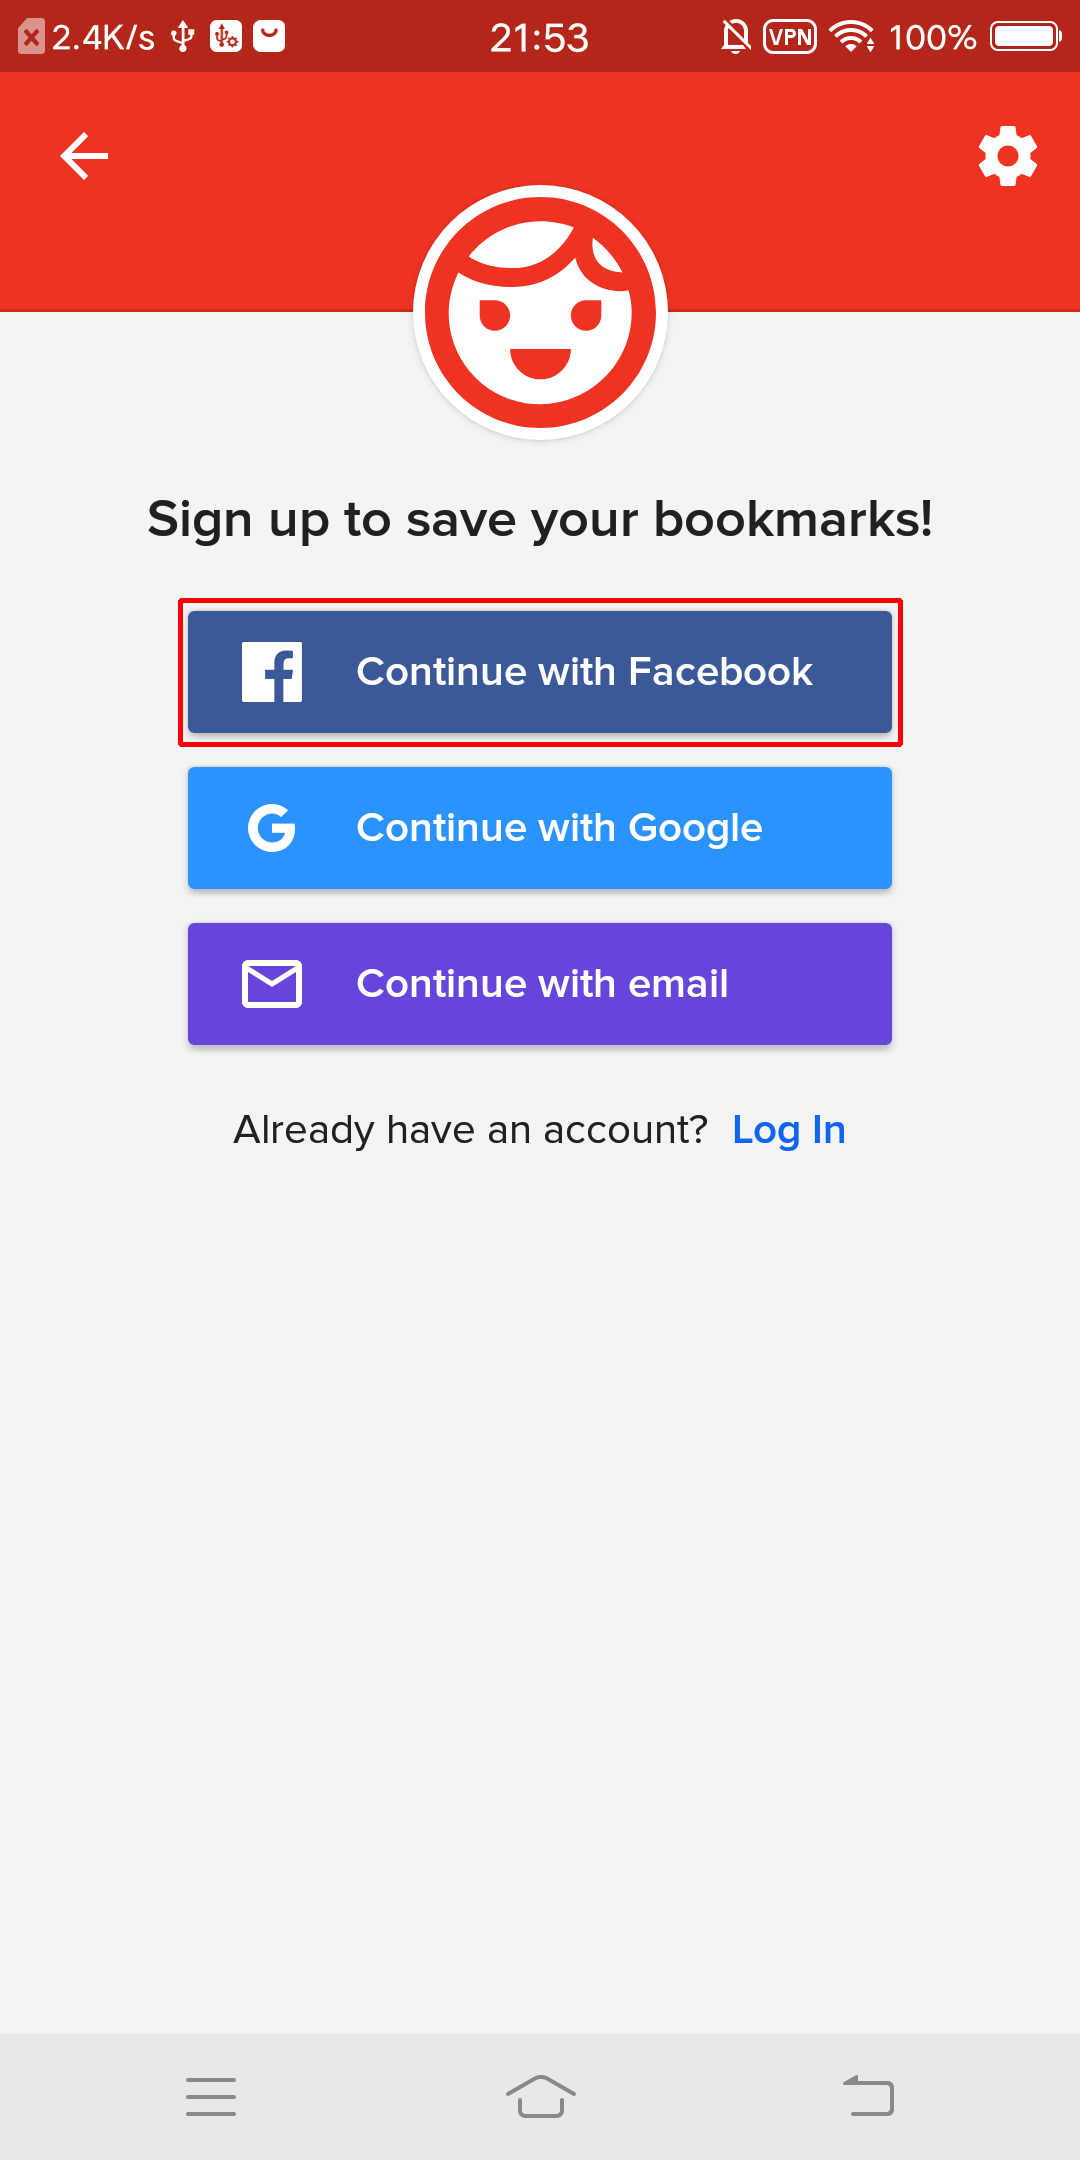 2.4K/s 21:53 VPN 100%
Sign up to save your bookmarks!
Continue with Facebook
Continue with Google
Continue with email
Already have an account? Log In